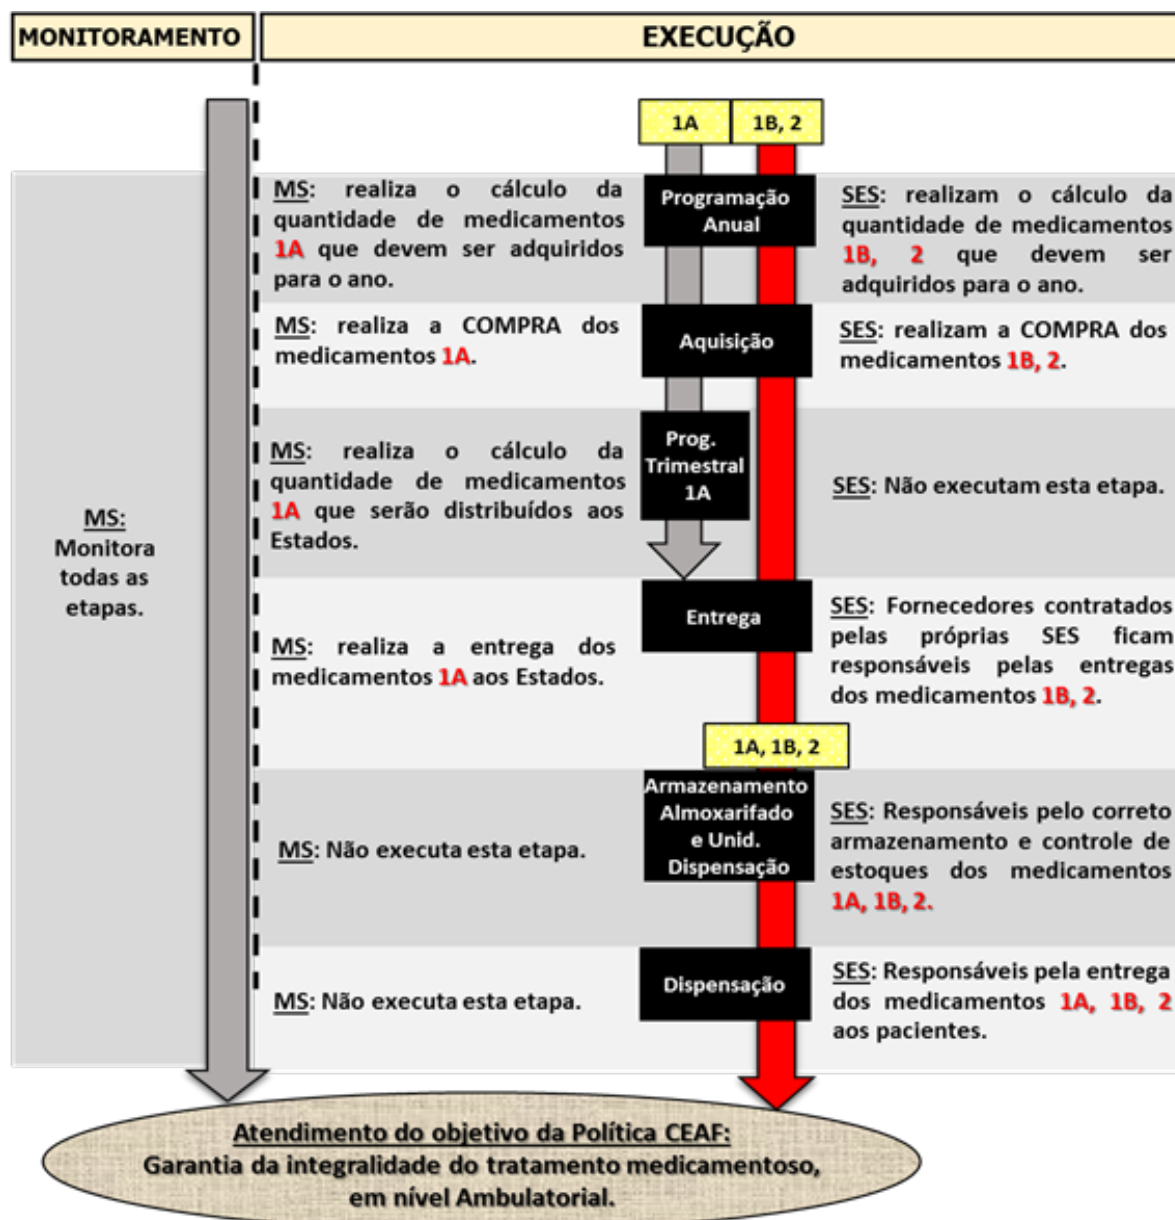 MONITORAMENTO
EXECUÇÃO
1A
1B, 2
MS: realiza o cálculo da
quantidade de medicamentos
1A que devem ser adquiridos
para o ano.
Programação
Anual
SES: realizam o cálculo da
quantidade de medicamentos
1B, 2 que devem ser
adquiridos para o ano.
MS: realiza a COMPRA dos
medicamentos 1A.
Aquisição
SES: realizam a COMPRA dos
medicamentos 1B, 2.
MS: realiza o cálculo da
quantidade de medicamentos
1A que serão distribuídos aos
Estados.
Prog.
Trimestral
1A
SES: Não executam esta etapa.
MS:
Monitora
todas as
etapas.
MS: realiza a entrega dos
medicamentos 1A aos Estados.
Entrega
SES: Fornecedores contratados
pelas próprias SES ficam
responsáveis pelas entregas
dos medicamentos 1B, 2.
1A, 1B, 2
MS: Não executa esta etapa.
Armazenamento
Almoxarifado
e Unid.
Dispensação
SES: Responsáveis pelo correto
armazenamento e controle de
estoques dos medicamentos
1A, 1B, 2.
MS: Não executa esta etapa.
Dispensação
SES: Responsáveis pela entrega
dos medicamentos 1A, 1B, 2
aos pacientes.
Atendimento do objetivo da Política CEAF:
Garantia da integralidade do tratamento medicamentoso,
em nível Ambulatorial.